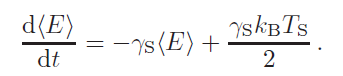 d⟨E⟩/dt = −γ_S⟨E⟩ + γ_S k_B T_S/2 .